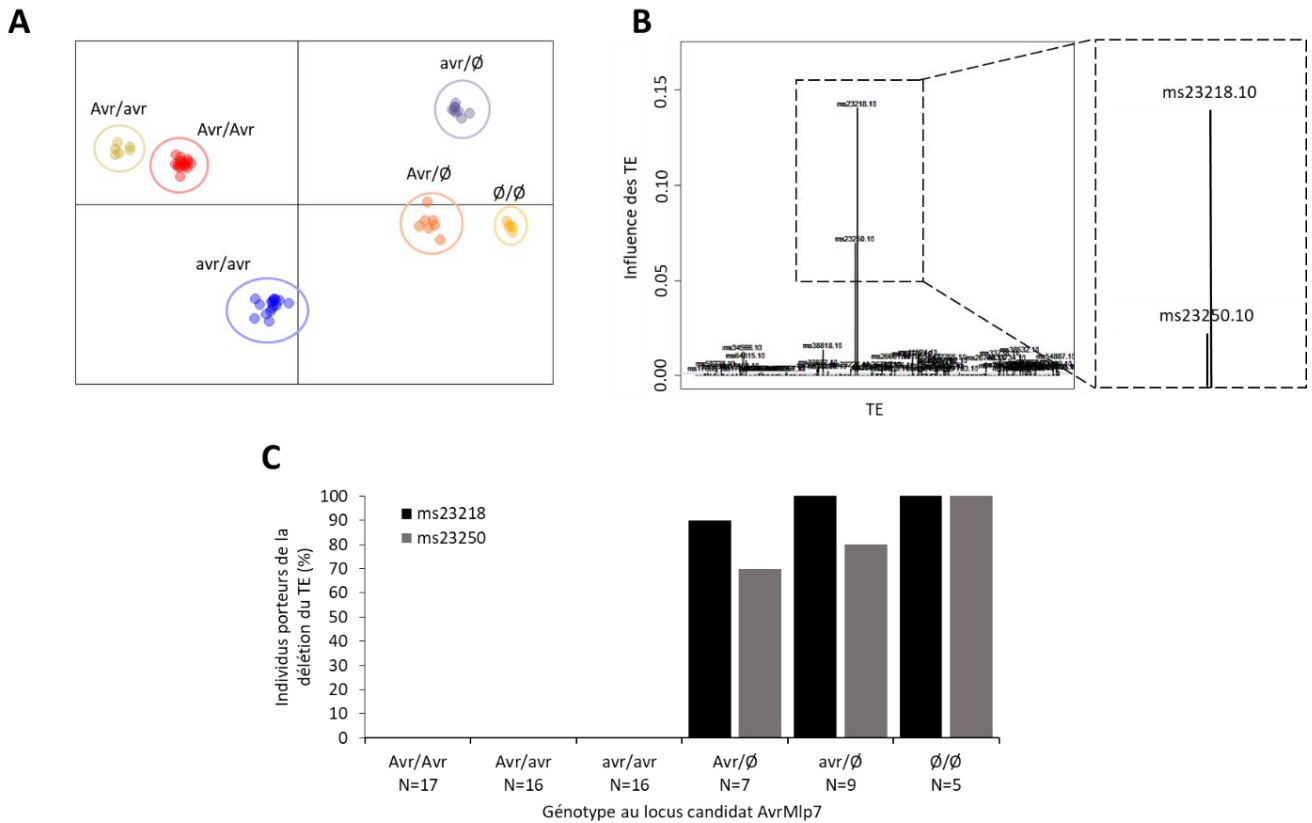 A
avr/Ø
Avr/avr
Avr/Avr
Avr/Ø
Ø/Ø
avr/avr
B
Influence des TE
0.15
0.10
0.05
0.00
ms23218.10
ms23250.10
ms34566.10
ms64815.10
ms38818.10
TE
ms23218.10
ms23250.10
C
Individus porteurs de la
délétion du TE (%)
100
90
80
70
60
50
40
30
20
10
0
ms23218
ms23250
Avr/Avr Avr/avr avr/avr Avr/Ø avr/Ø Ø/Ø
N=17 N=16 N=16 N=7 N=9 N=5
Génotype au locus candidat AvrMlp7